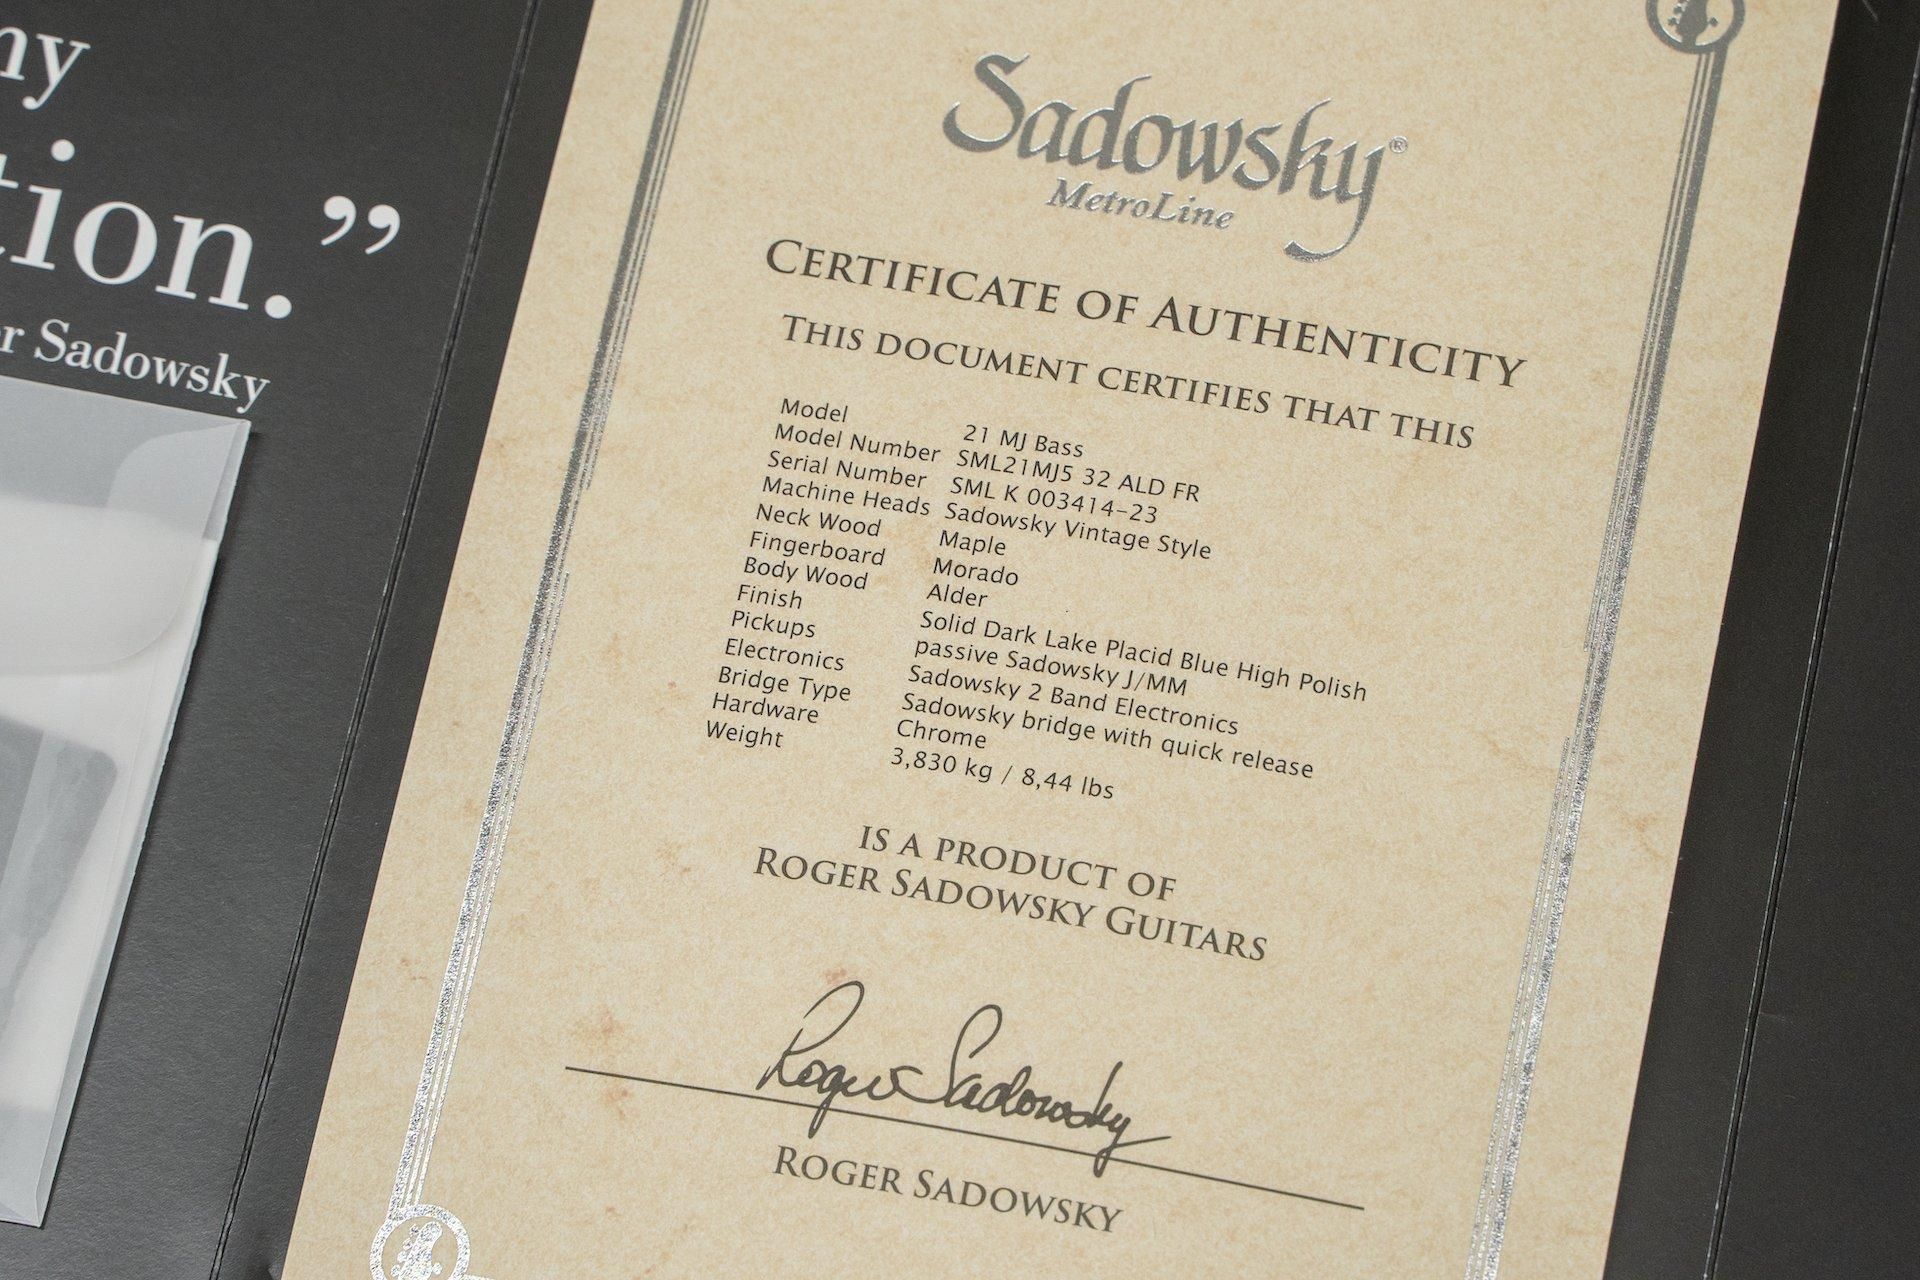 ny
tion.”
r Sadowsky
Sadowsky®
MetroLine
CERTIFICATE OF AUTHENTICITY
THIS DOCUMENT CERTIFIES THAT THIS
Model 21 MJ Bass
Model Number SML21MJ5 32 ALD FR
Serial Number SML K 003414-23
Machine Heads Sadowsky Vintage Style
Neck Wood Maple
Fingerboard Morado
Body Wood Alder
Finish Solid Dark Lake Placid Blue High Polish
Pickups passive Sadowsky J/MM
Electronics Sadowsky 2 Band Electronics
Bridge Type Sadowsky bridge with quick release
Hardware Chrome
Weight 3,830 kg / 8,44 lbs
IS A PRODUCT OF
ROGER SADOWSKY GUITARS
Roger Sadowsky
ROGER SADOWSKY